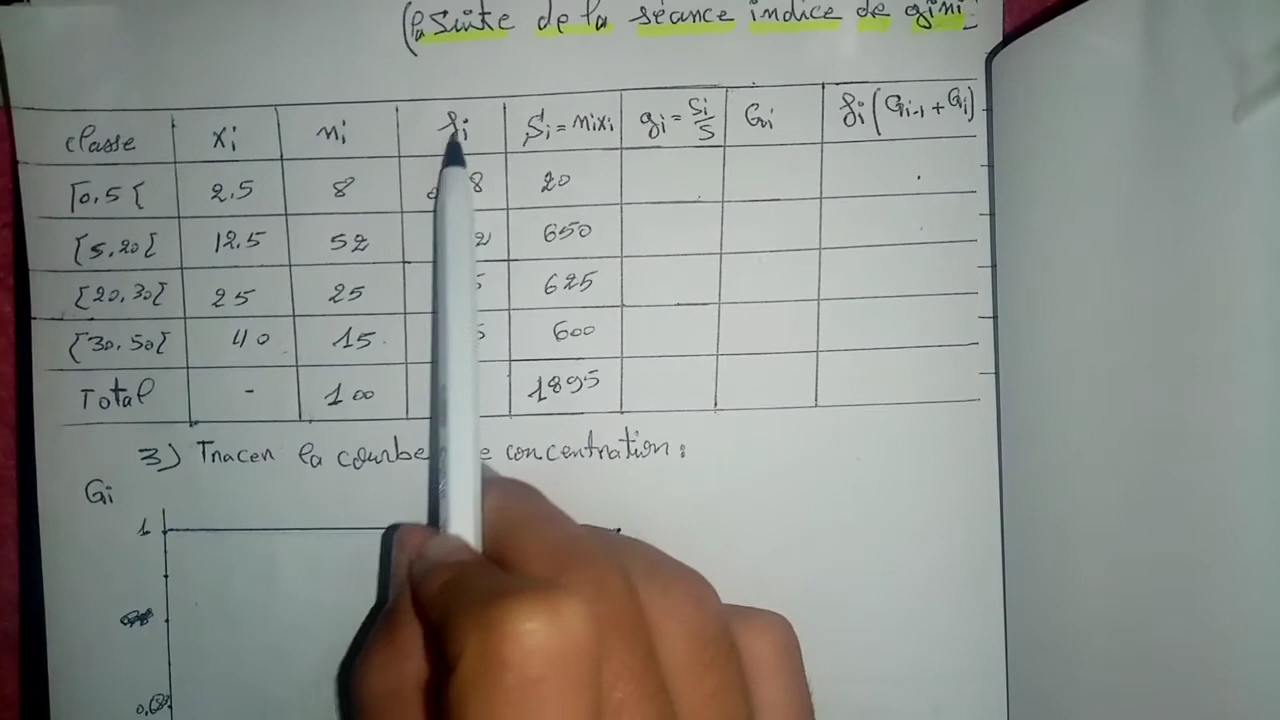 (la suite de la séance indice de gini
classe xi ni fi Si = nixi gi = Si/S Gi fi(Gi-1 + Gi)
[0.5[ 2.5 8 20
[5.20[ 12.5 52 650
[20.30[ 25 25 625
[30.50[ 40 15 600
Total - 100 1895
3) Tracer la courbe concentration:
Gi
1